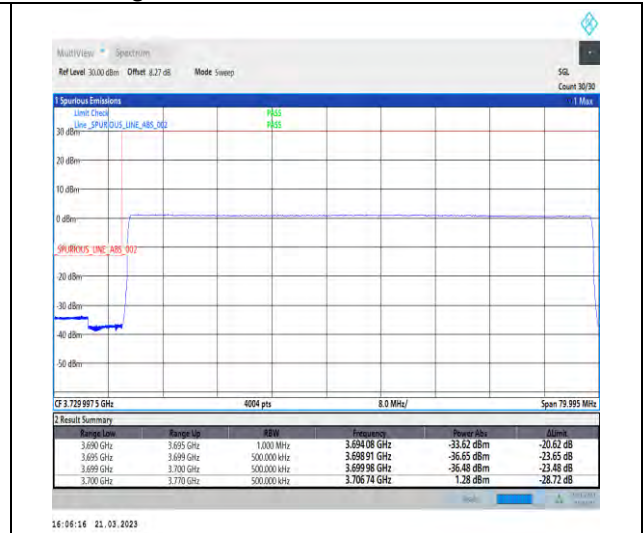 MultiView Spectrum
Ref Level 30.00 dBm Offset 8.27 dB Mode Sweep SGL
Count 30/30
1 Spurious Emissions 1 Max
Limit Check PASS
Line _SPURIOUS_LINE_ABS_002 PASS
30 dBm
20 dBm
10 dBm
0 dBm
_SPURIOUS_LINE_ABS_002
-20 dBm
-30 dBm
-40 dBm
-50 dBm
CF 3.729 997 5 GHz 4004 pts 8.0 MHz/ Span 79.995 MHz
2 Result Summary
Range Low Range Up RBW Frequency Power Abs ΔLimit
3.690 GHz 3.695 GHz 1.000 MHz 3.694 08 GHz -33.62 dBm -20.62 dB
3.695 GHz 3.699 GHz 500.000 kHz 3.698 91 GHz -36.65 dBm -23.65 dB
3.699 GHz 3.700 GHz 500.000 kHz 3.699 98 GHz -36.48 dBm -23.48 dB
3.700 GHz 3.770 GHz 500.000 kHz 3.706 74 GHz 1.28 dBm -28.72 dB
16:06:16 21.03.2023